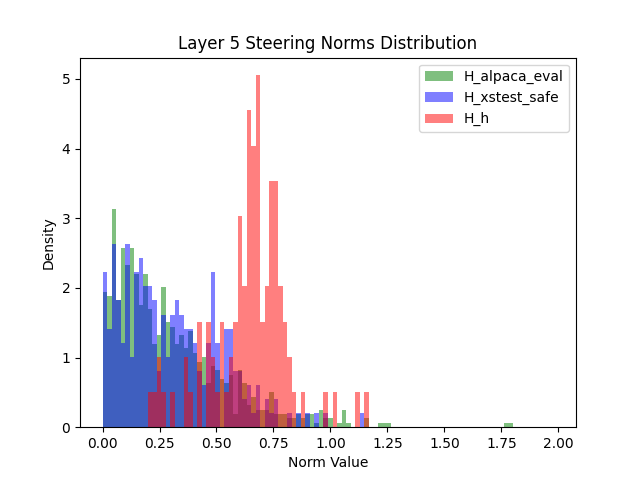 Layer 5 Steering Norms Distribution
H_alpaca_eval
H_xstest_safe
H_h
Density
5
4
3
2
1
0
0.00 0.25 0.50 0.75 1.00 1.25 1.50 1.75 2.00
Norm Value